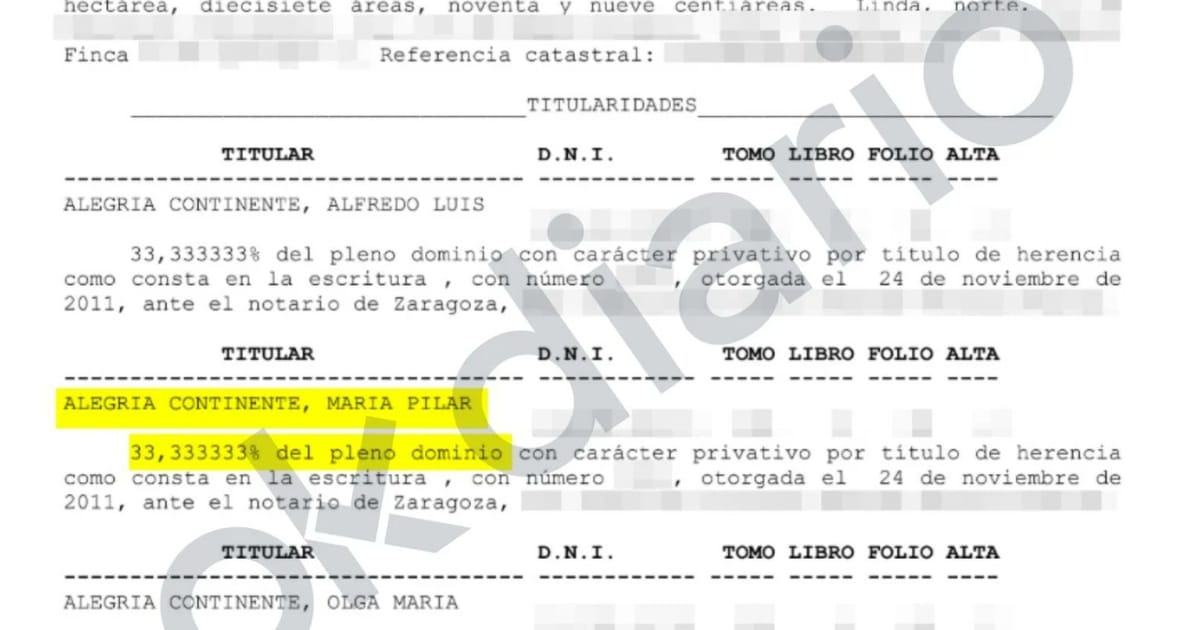 hectárea, diecisiete áreas, noventa y nueve centiáreas. Linda, norte,
Finca Referencia catastral:
TITULARIDADES
TITULAR D.N.I. TOMO LIBRO FOLIO ALTA
ALEGRIA CONTINENTE, ALFREDO LUIS
33,333333% del pleno dominio con carácter privativo por título de herencia
como consta en la escritura , con número , otorgada el 24 de noviembre de
2011, ante el notario de Zaragoza,
TITULAR D.N.I. TOMO LIBRO FOLIO ALTA
ALEGRIA CONTINENTE, MARIA PILAR
33,333333% del pleno dominio con carácter privativo por título de herencia
como consta en la escritura , con número , otorgada el 24 de noviembre de
2011, ante el notario de Zaragoza,
TITULAR D.N.I. TOMO LIBRO FOLIO ALTA
ALEGRIA CONTINENTE, OLGA MARIA
okdiario